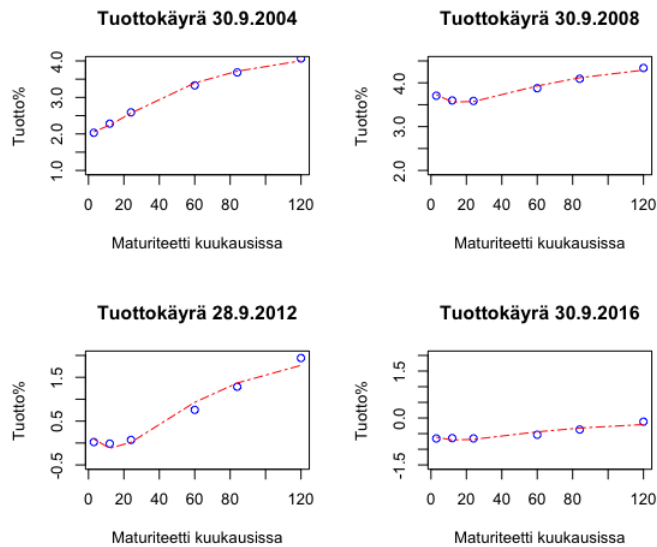 Tuottokäyrä 30.9.2004
Tuotto%
4.0
3.0
2.0
1.0
0 20 40 60 80 120
Maturiteetti kuukausissa
Tuottokäyrä 30.9.2008
Tuotto%
4.0
3.0
2.0
0 20 40 60 80 120
Maturiteetti kuukausissa
Tuottokäyrä 28.9.2012
Tuotto%
1.5
0.5
-0.5
0 20 40 60 80 120
Maturiteetti kuukausissa
Tuottokäyrä 30.9.2016
Tuotto%
0.0
-1.5
0 20 40 60 80 120
Maturiteetti kuukausissa